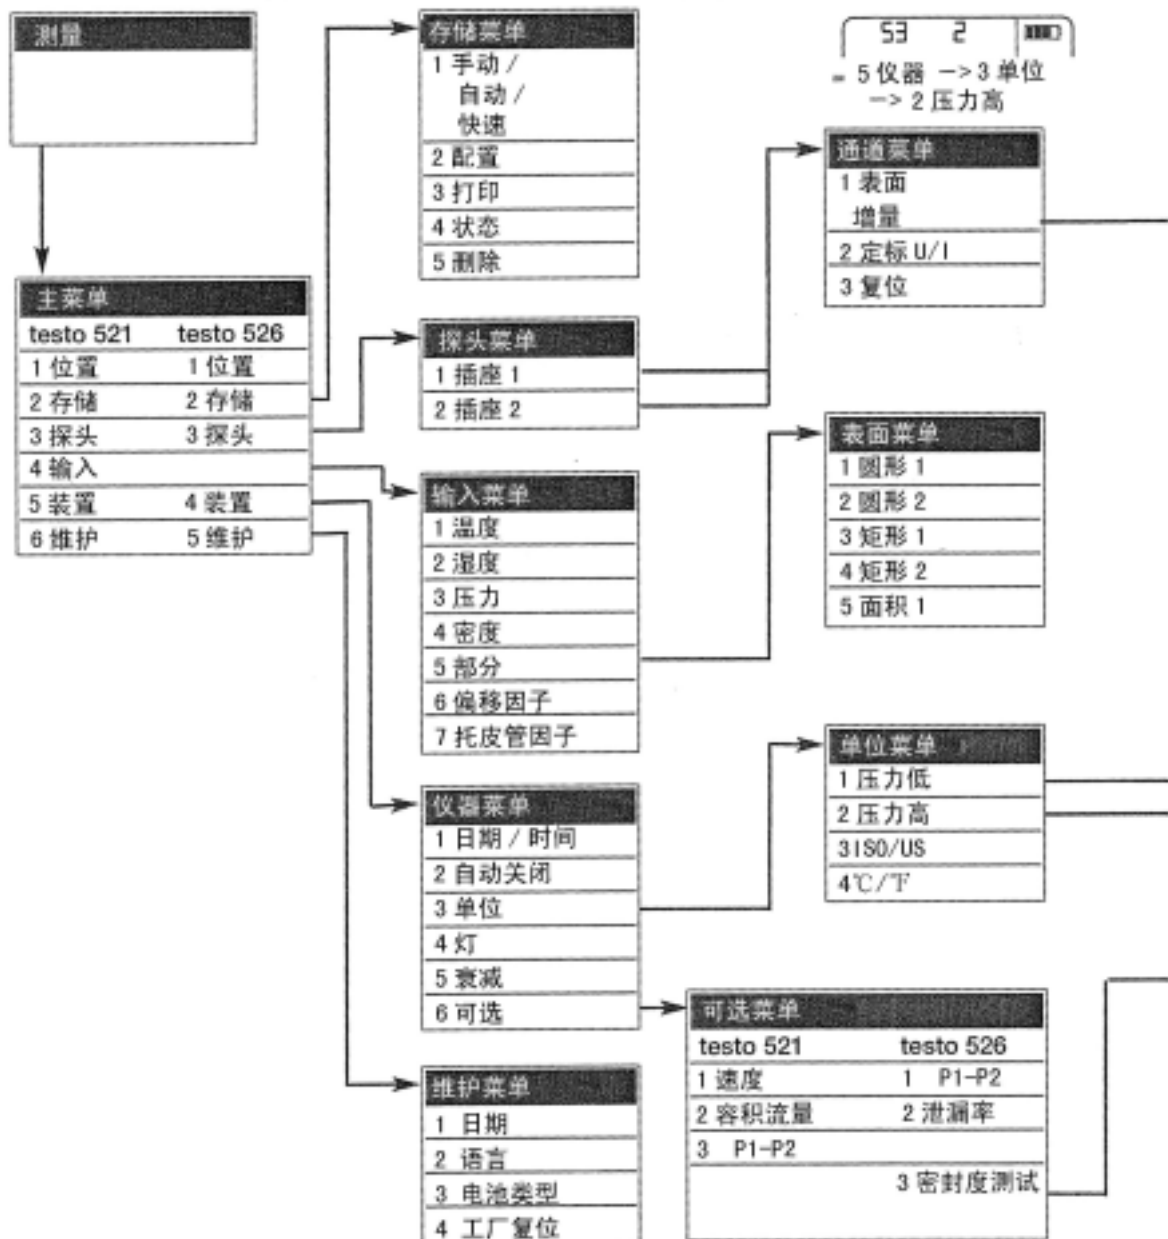 测量
存储菜单
1 手动 /
自动 /
快速
2 配置
3 打印
4 状态
5 删除
53 2
= 5 仪器 -> 3 单位
-> 2 压力高
通道菜单
1 表面
增量
2 定标 U/I
3 复位
主菜单
testo 521 testo 526
1 位置 1 位置
2 存储 2 存储
3 探头 3 探头
4 输入
5 装置 4 装置
6 维护 5 维护
探头菜单
1 插座 1
2 插座 2
输入菜单
1 温度
2 湿度
3 压力
4 密度
5 部分
6 偏移因子
7 托皮管因子
表面菜单
1 圆形 1
2 圆形 2
3 矩形 1
4 矩形 2
5 面积 1
仪器菜单
1 日期 / 时间
2 自动关闭
3 单位
4 灯
5 衰减
6 可选
单位菜单
1 压力低
2 压力高
3ISO/US
4℃/℉
可选菜单
testo 521 testo 526
1 速度 1 P1-P2
2 容积流量 2 泄漏率
3 P1-P2
3 密封度测试
维护菜单
1 日期
2 语言
3 电池类型
4 工厂复位